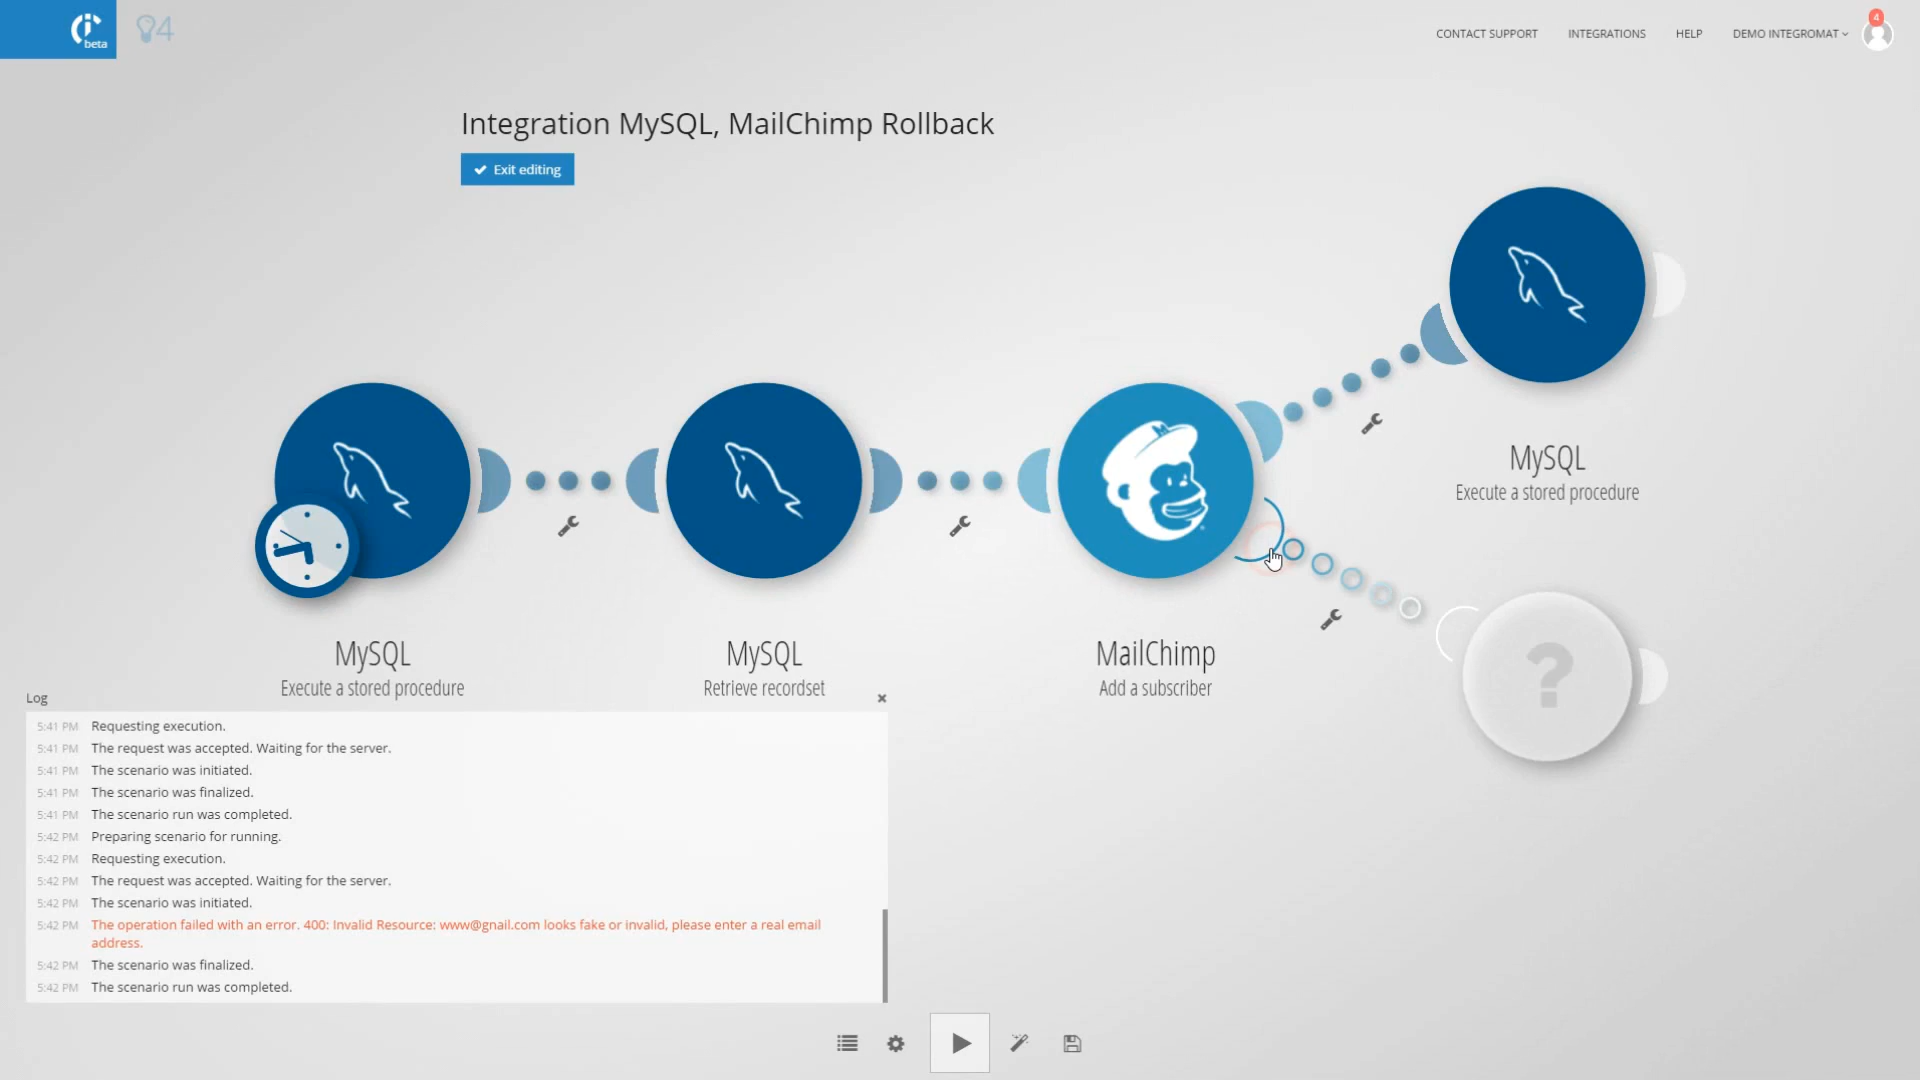 beta
4
CONTACT SUPPORT
INTEGRATIONS
HELP
DEMO INTEGROMAT
4
Integration MySQL, MailChimp Rollback
Exit editing
MySQL
Execute a stored procedure
MySQL
Execute a stored procedure
MySQL
Retrieve recordset
MailChimp
Add a subscriber
?
Log
5:41 PM Requesting execution.
5:41 PM The request was accepted. Waiting for the server.
5:41 PM The scenario was initiated.
5:41 PM The scenario was finalized.
5:41 PM The scenario run was completed.
5:42 PM Preparing scenario for running.
5:42 PM Requesting execution.
5:42 PM The request was accepted. Waiting for the server.
5:42 PM The scenario was initiated.
5:42 PM The operation failed with an error. 400: Invalid Resource: www@gnail.com looks fake or invalid, please enter a real email
address.
5:42 PM The scenario was finalized.
5:42 PM The scenario run was completed.